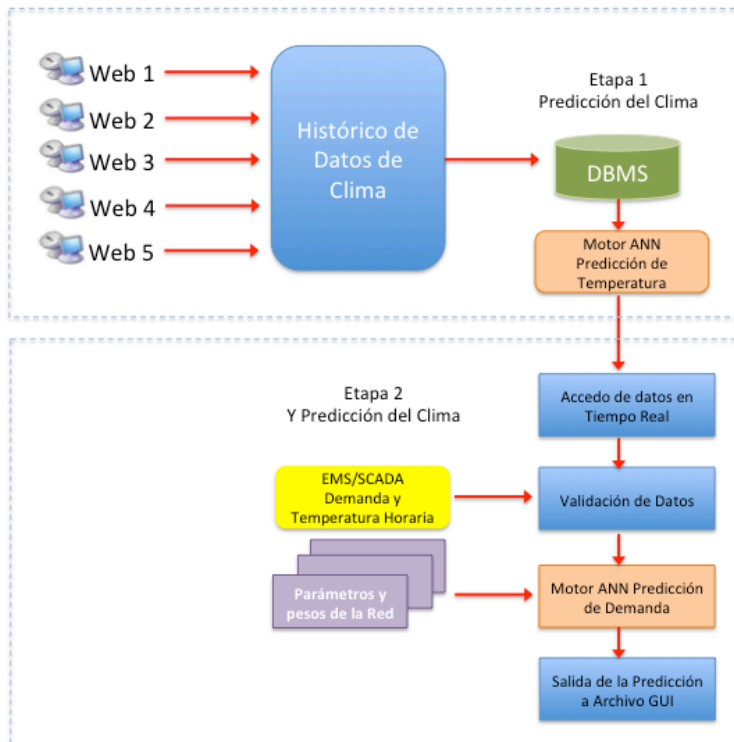 Web 1
Web 2
Web 3
Web 4
Web 5
Histórico de
Datos de
Clima
Etapa 1
Predicción del Clima
DBMS
Motor ANN
Predicción de
Temperatura
Etapa 2
Y Predicción del Clima
Accedo de datos en
Tiempo Real
EMS/SCADA
Demanda y
Temperatura Horaria
Validación de Datos
Parámetros y
pesos de la Red
Motor ANN Predicción
de Demanda
Salida de la Predicción
a Archivo GUI